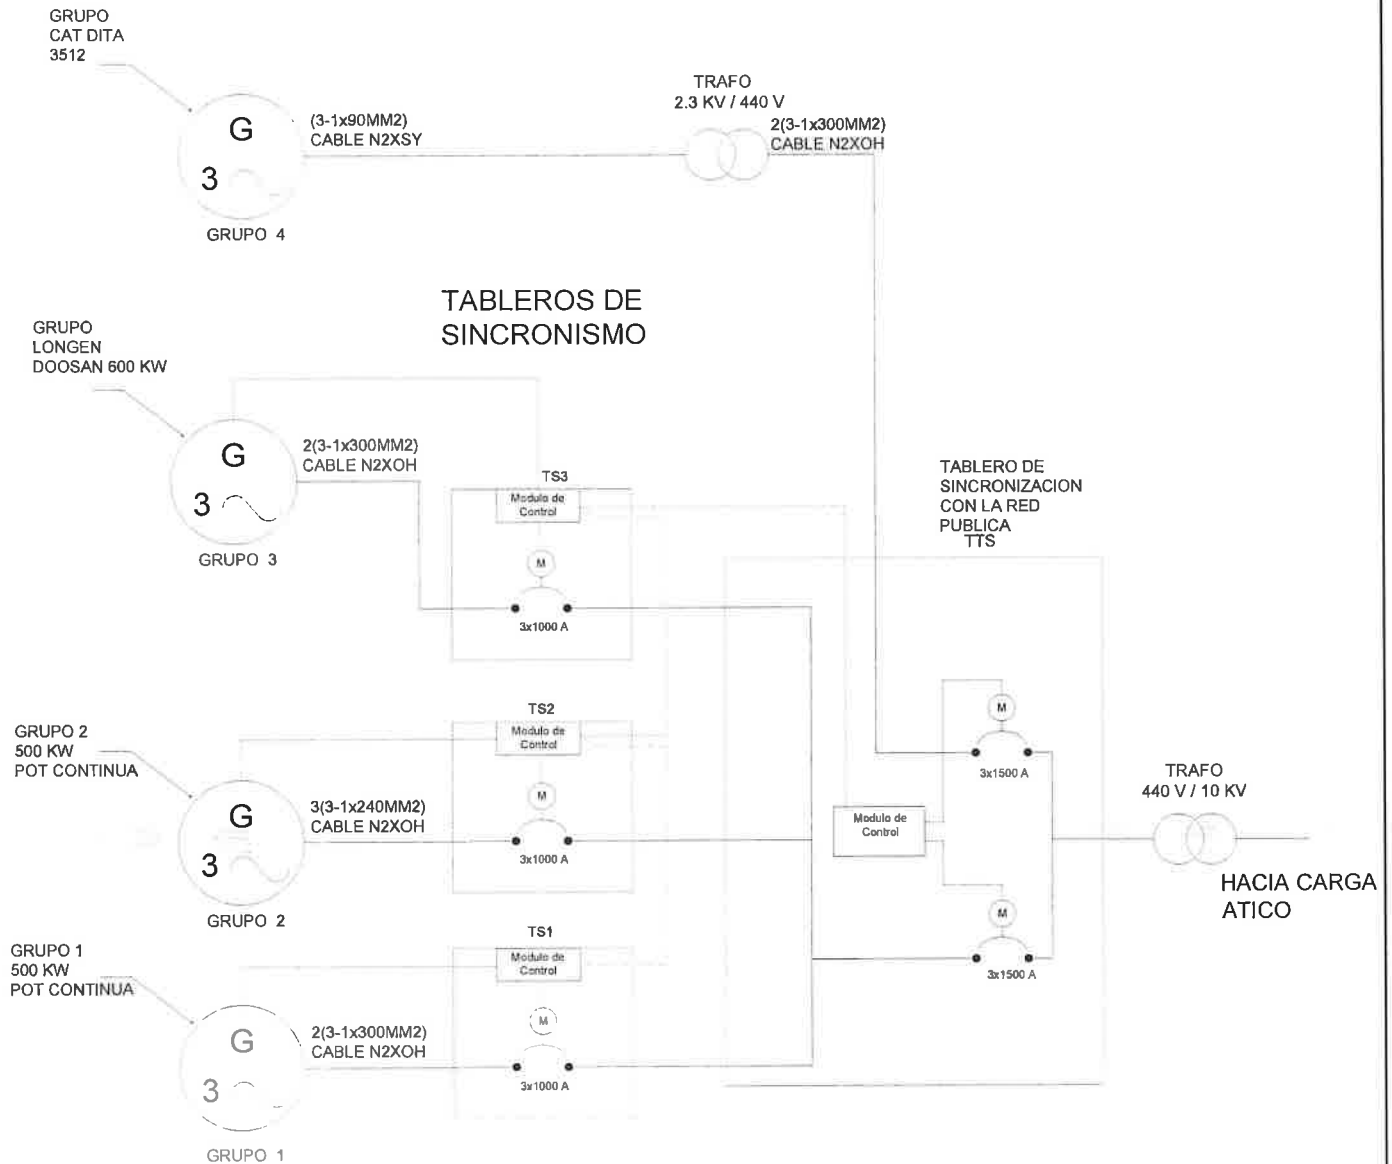 GRUPO
CAT DITA
3512
G
3
GRUPO 4
(3-1x90MM2)
CABLE N2XSY
TRAFO
2.3 KV / 440 V
2(3-1x300MM2)
CABLE N2XOH
TABLEROS DE
SINCRONISMO
GRUPO
LONGEN
DOOSAN 600 KW
G
3
GRUPO 3
2(3-1x300MM2)
CABLE N2XOH
TS3
Modulo de
Control
M
3x1000 A
TABLERO DE
SINCRONIZACION
CON LA RED
PUBLICA
TTS
GRUPO 2
500 KW
POT CONTINUA
G
3
GRUPO 2
3(3-1x240MM2)
CABLE N2XOH
TS2
Modulo de
Control
M
3x1000 A
M
3x1500 A
Modulo de
Control
M
3x1500 A
TRAFO
440 V / 10 KV
HACIA CARGA
ATICO
GRUPO 1
500 KW
POT CONTINUA
G
3
GRUPO 1
2(3-1x300MM2)
CABLE N2XOH
TS1
Modulo de
Control
M
3x1000 A